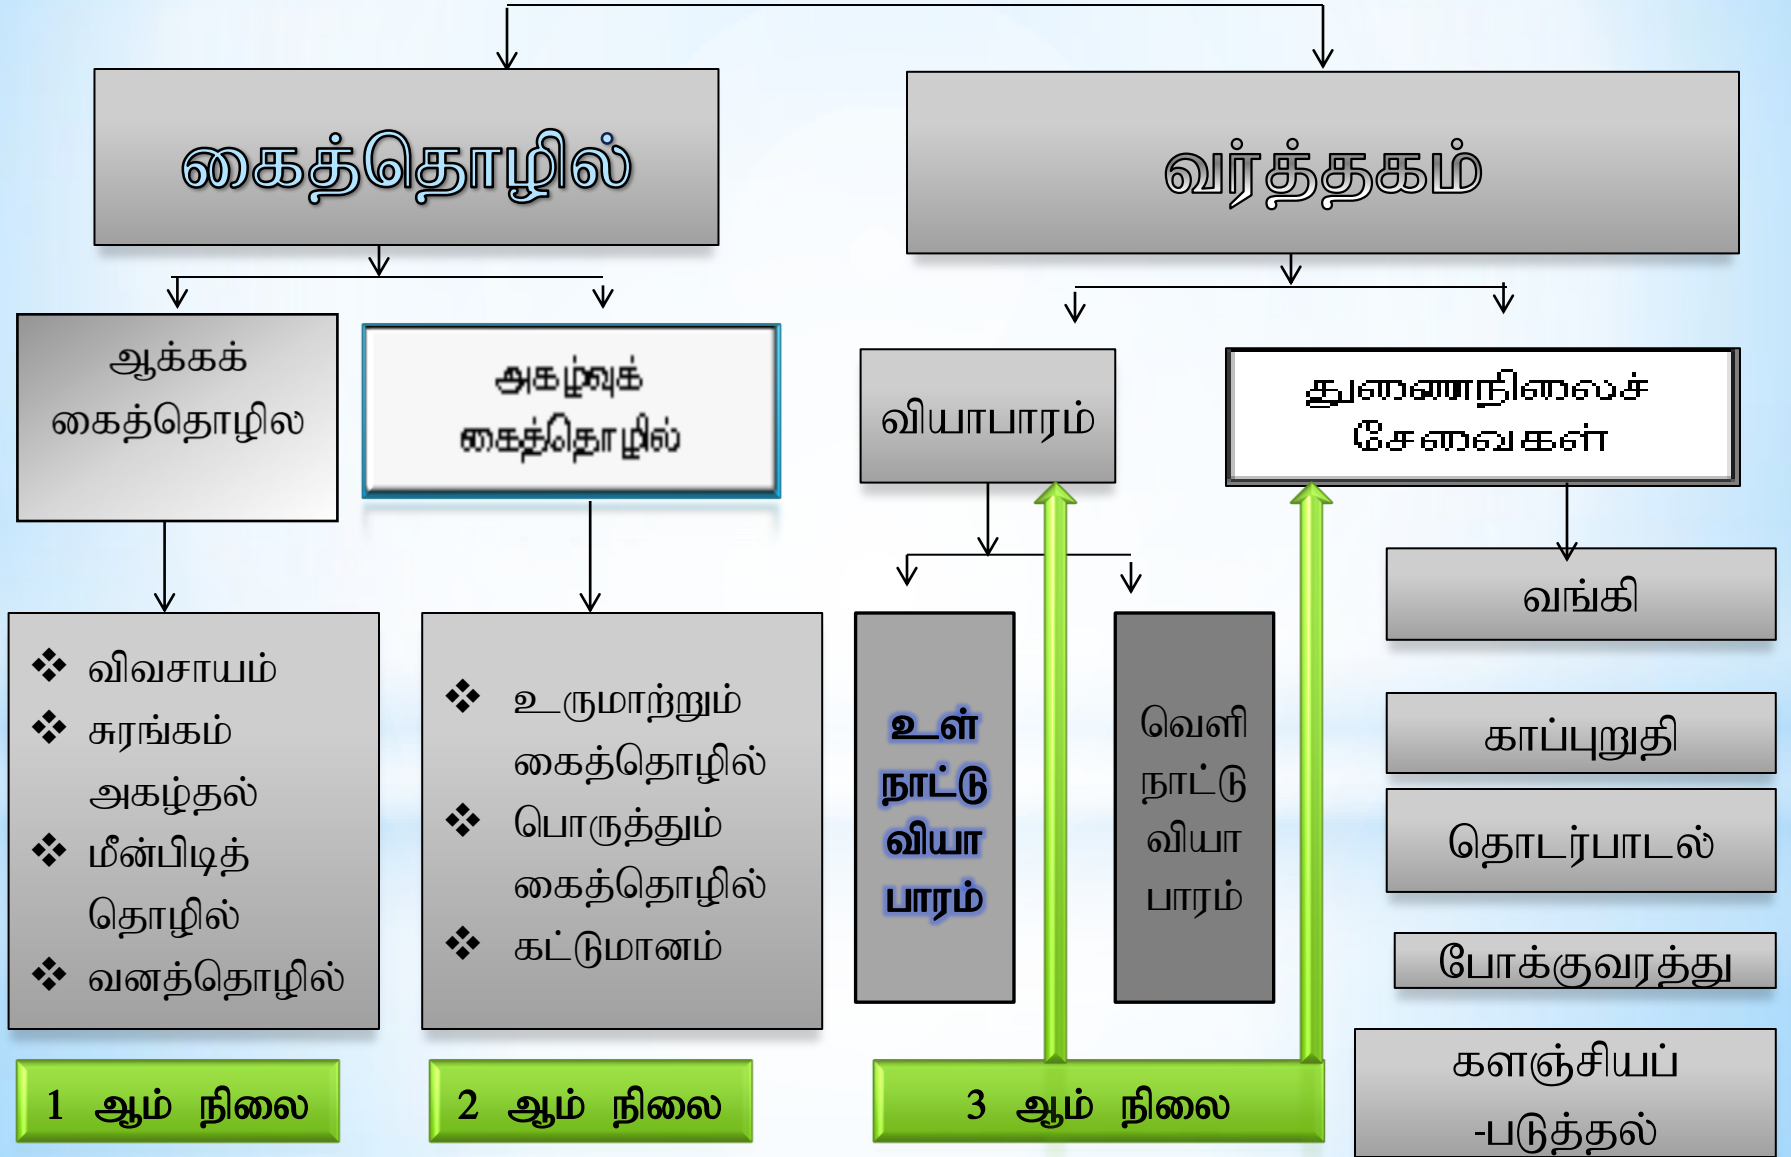 கைத்தொழில்
வர்த்தகம்
ஆக்கக்
கைத்தொழில
அகழ்வுக்
கைத்தொழில்
வியாபாரம்
துணைநிலைச்
சேவைகள்
❖ விவசாயம்
❖ சுரங்கம்
அகழ்தல்
❖ மீன்பிடித்
தொழில்
❖ வனத்தொழில்
❖ உருமாற்றும்
கைத்தொழில்
❖ பொருத்தும்
கைத்தொழில்
❖ கட்டுமானம்
உள்
நாட்டு
வியா
பாரம்
வெளி
நாட்டு
வியா
பாரம்
வங்கி
காப்புறுதி
தொடர்பாடல்
போக்குவரத்து
களஞ்சியப்
-படுத்தல்
1 ஆம் நிலை
2 ஆம் நிலை
3 ஆம் நிலை